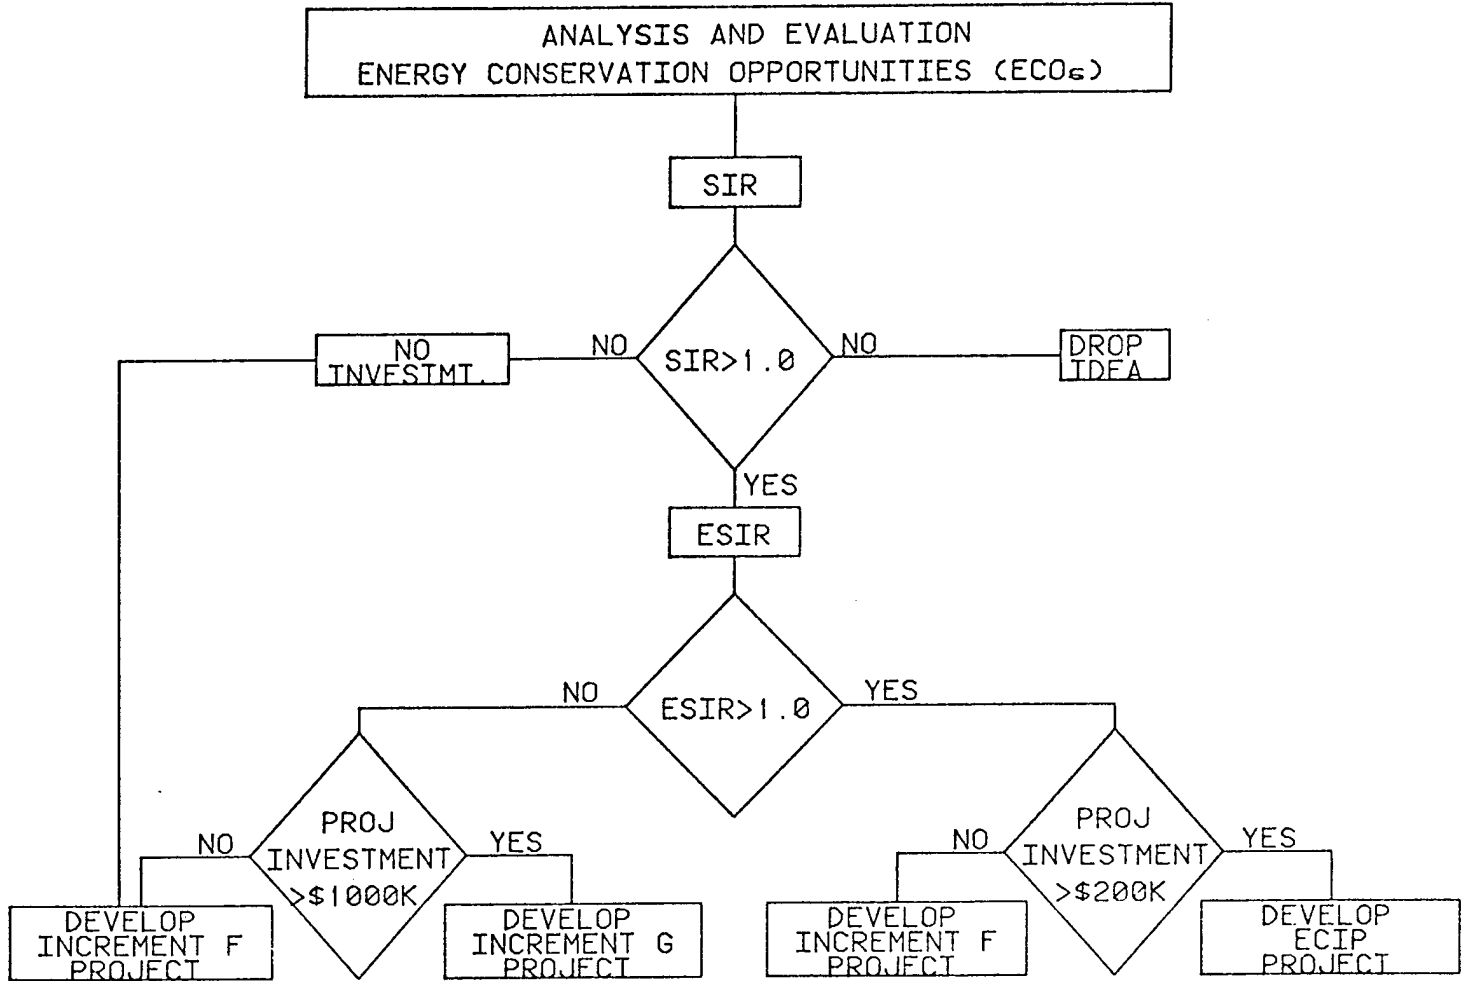 ANALYSIS AND EVALUATION
ENERGY CONSERVATION OPPORTUNITIES (ECOs)
SIR
NO
INVESTMT.
NO
SIR>1.0
NO
DROP
IDEA
YES
ESIR
NO
ESIR>1.0
YES
NO
PROJ
INVESTMENT
>$1000K
YES
NO
PROJ
INVESTMENT
>$200K
YES
DEVELOP
INCREMENT F
PROJECT
DEVELOP
INCREMENT G
PROJECT
DEVELOP
INCREMENT F
PROJECT
DEVELOP
ECIP
PROJECT